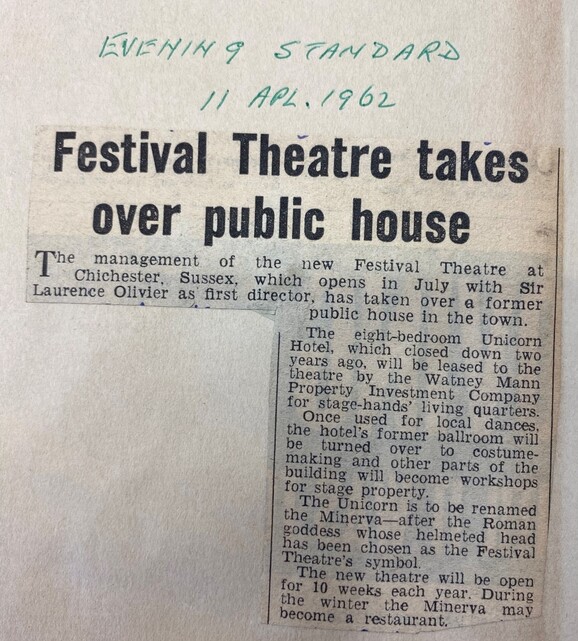 EVENING STANDARD
11 APL. 1962
Festival Theatre takes
over public house
The management of the new Festival Theatre at
Chichester, Sussex, which opens in July with Sir
Laurence Olivier as first director, has taken over a former
public house in the town.
The eight-bedroom Unicorn
Hotel, which closed down two
years ago, will be leased to the
theatre by the Watney Mann
Property Investment Company
for stage-hands' living quarters.
Once used for local dances,
the hotel's former ballroom will
be turned over to costume-
making and other parts of the
building will become workshops
for stage property.
The Unicorn is to be renamed
the Minerva—after the Roman
goddess whose helmeted head
has been chosen as the Festival
Theatre's symbol.
The new theatre will be open
for 10 weeks each year. During
the winter the Minerva may
become a restaurant.